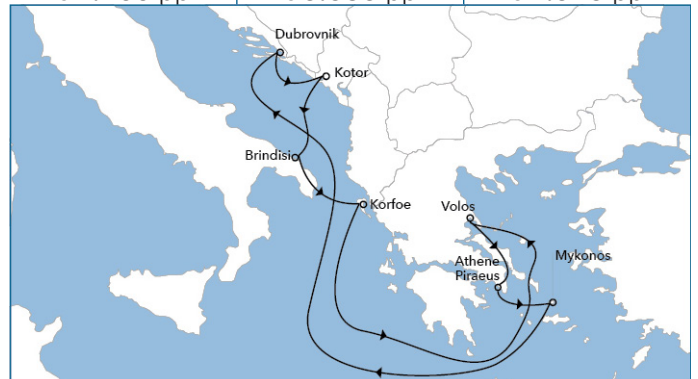 Dubrovnik
Kotor
Brindisi
Korfoe
Volos
Athene
Piraeus
Mykonos